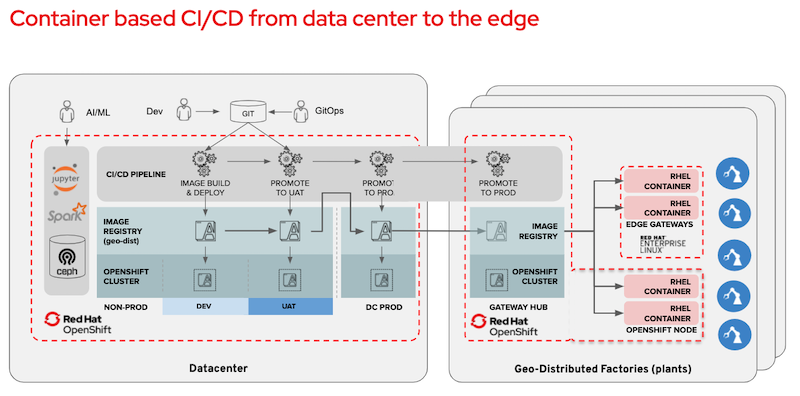 Container based CI/CD from data center to the edge
AI/ML
Dev
GIT
GitOps
jupyter
Spark
ceph
CI/CD PIPELINE
IMAGE BUILD
& DEPLOY
PROMOTE
TO UAT
PROMO
TO PRO
PROMOTE
TO PROD
IMAGE
REGISTRY
(geo-dist)
IMAGE
REGISTRY
OPENSHIFT
CLUSTER
OPENSHIFT
CLUSTER
NON-PROD
DEV
UAT
DC PROD
GATEWAY HUB
Red Hat
OpenShift
Red Hat
OpenShift
RHEL
CONTAINER
RHEL
CONTAINER
EDGE GATEWAYS
RED HAT
ENTERPRISE
LINUX
RHEL
CONTAINER
RHEL
CONTAINER
OPENSHIFT NODE
Datacenter
Geo-Distributed Factories (plants)